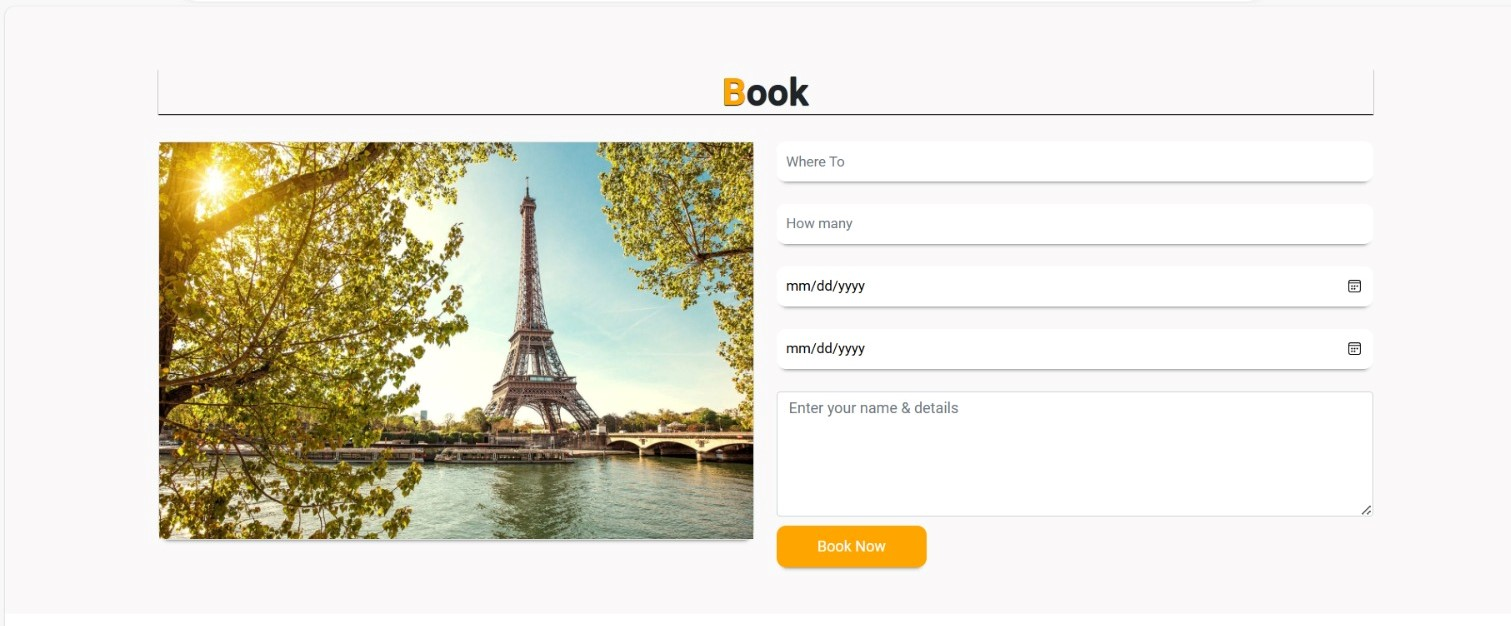 Book
Where To
How many
mm/dd/yyyy
mm/dd/yyyy
Enter your name & details
Book Now